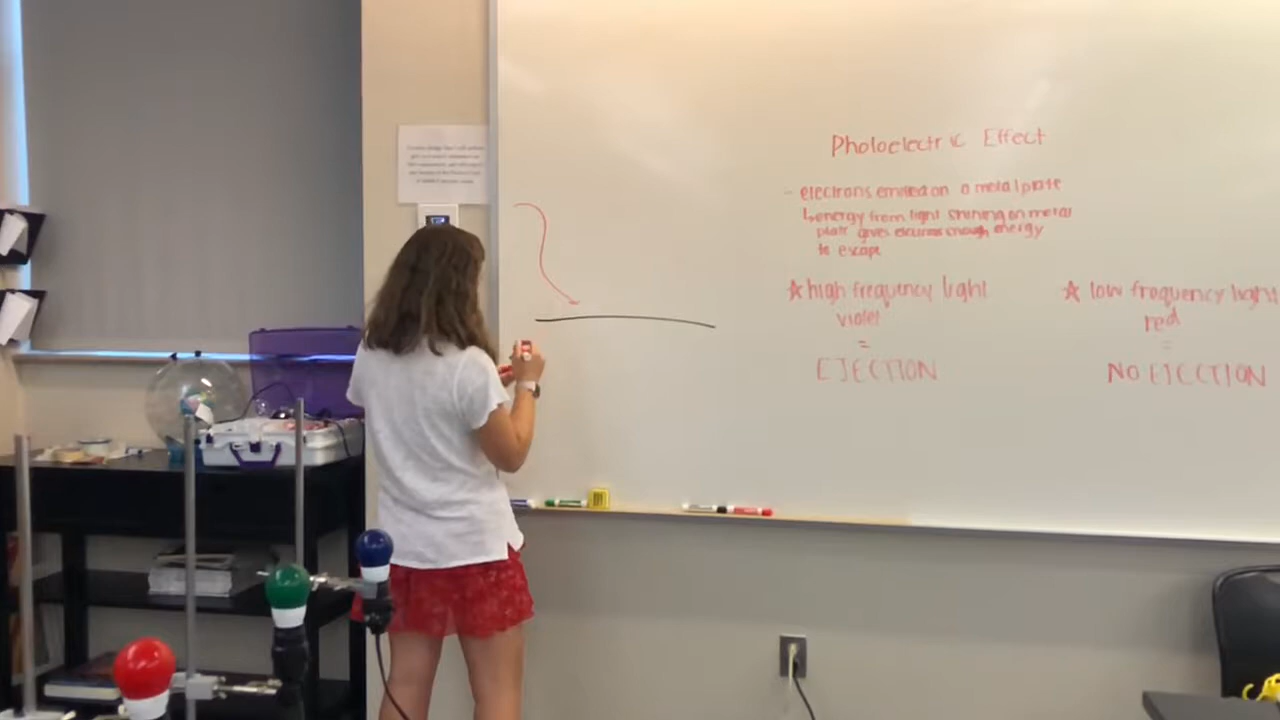 Photoelectric Effect
- electrons emitted on a metal plate
↳ energy from light shining on metal
plate gives electrons enough energy
to escape
☆ high frequency light
violet
=
EJECTION
☆ low frequency light
red
=
NO EJECTION